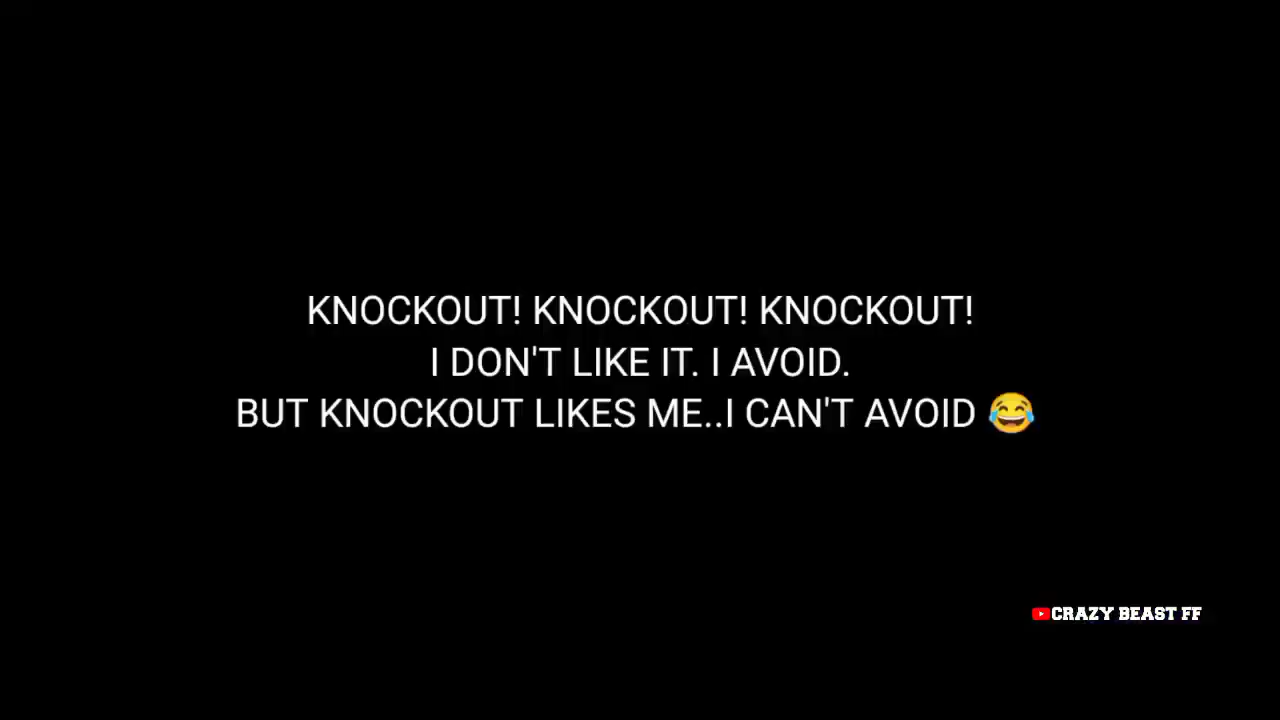 KNOCKOUT! KNOCKOUT! KNOCKOUT!
I DON'T LIKE IT. I AVOID.
BUT KNOCKOUT LIKES ME..I CAN'T AVOID 😂
CRAZY BEAST FF